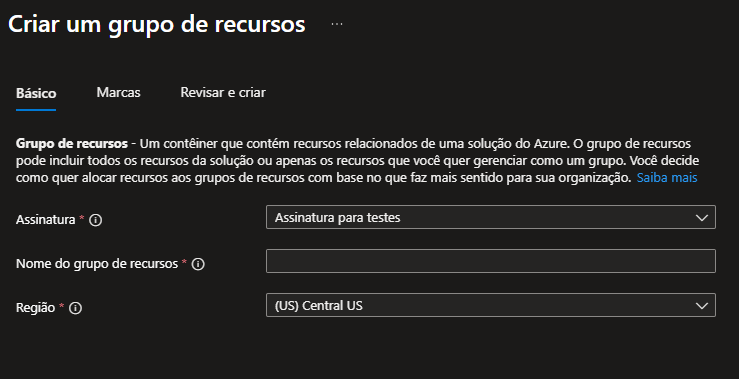 Criar um grupo de recursos ...
Básico Marcas Revisar e criar
Grupo de recursos - Um contêiner que contém recursos relacionados de uma solução do Azure. O grupo de recursos
pode incluir todos os recursos da solução ou apenas os recursos que você quer gerenciar como um grupo. Você decide
como quer alocar recursos aos grupos de recursos com base no que faz mais sentido para sua organização. Saiba mais
Assinatura * Assinatura para testes
Nome do grupo de recursos *
Região * (US) Central US